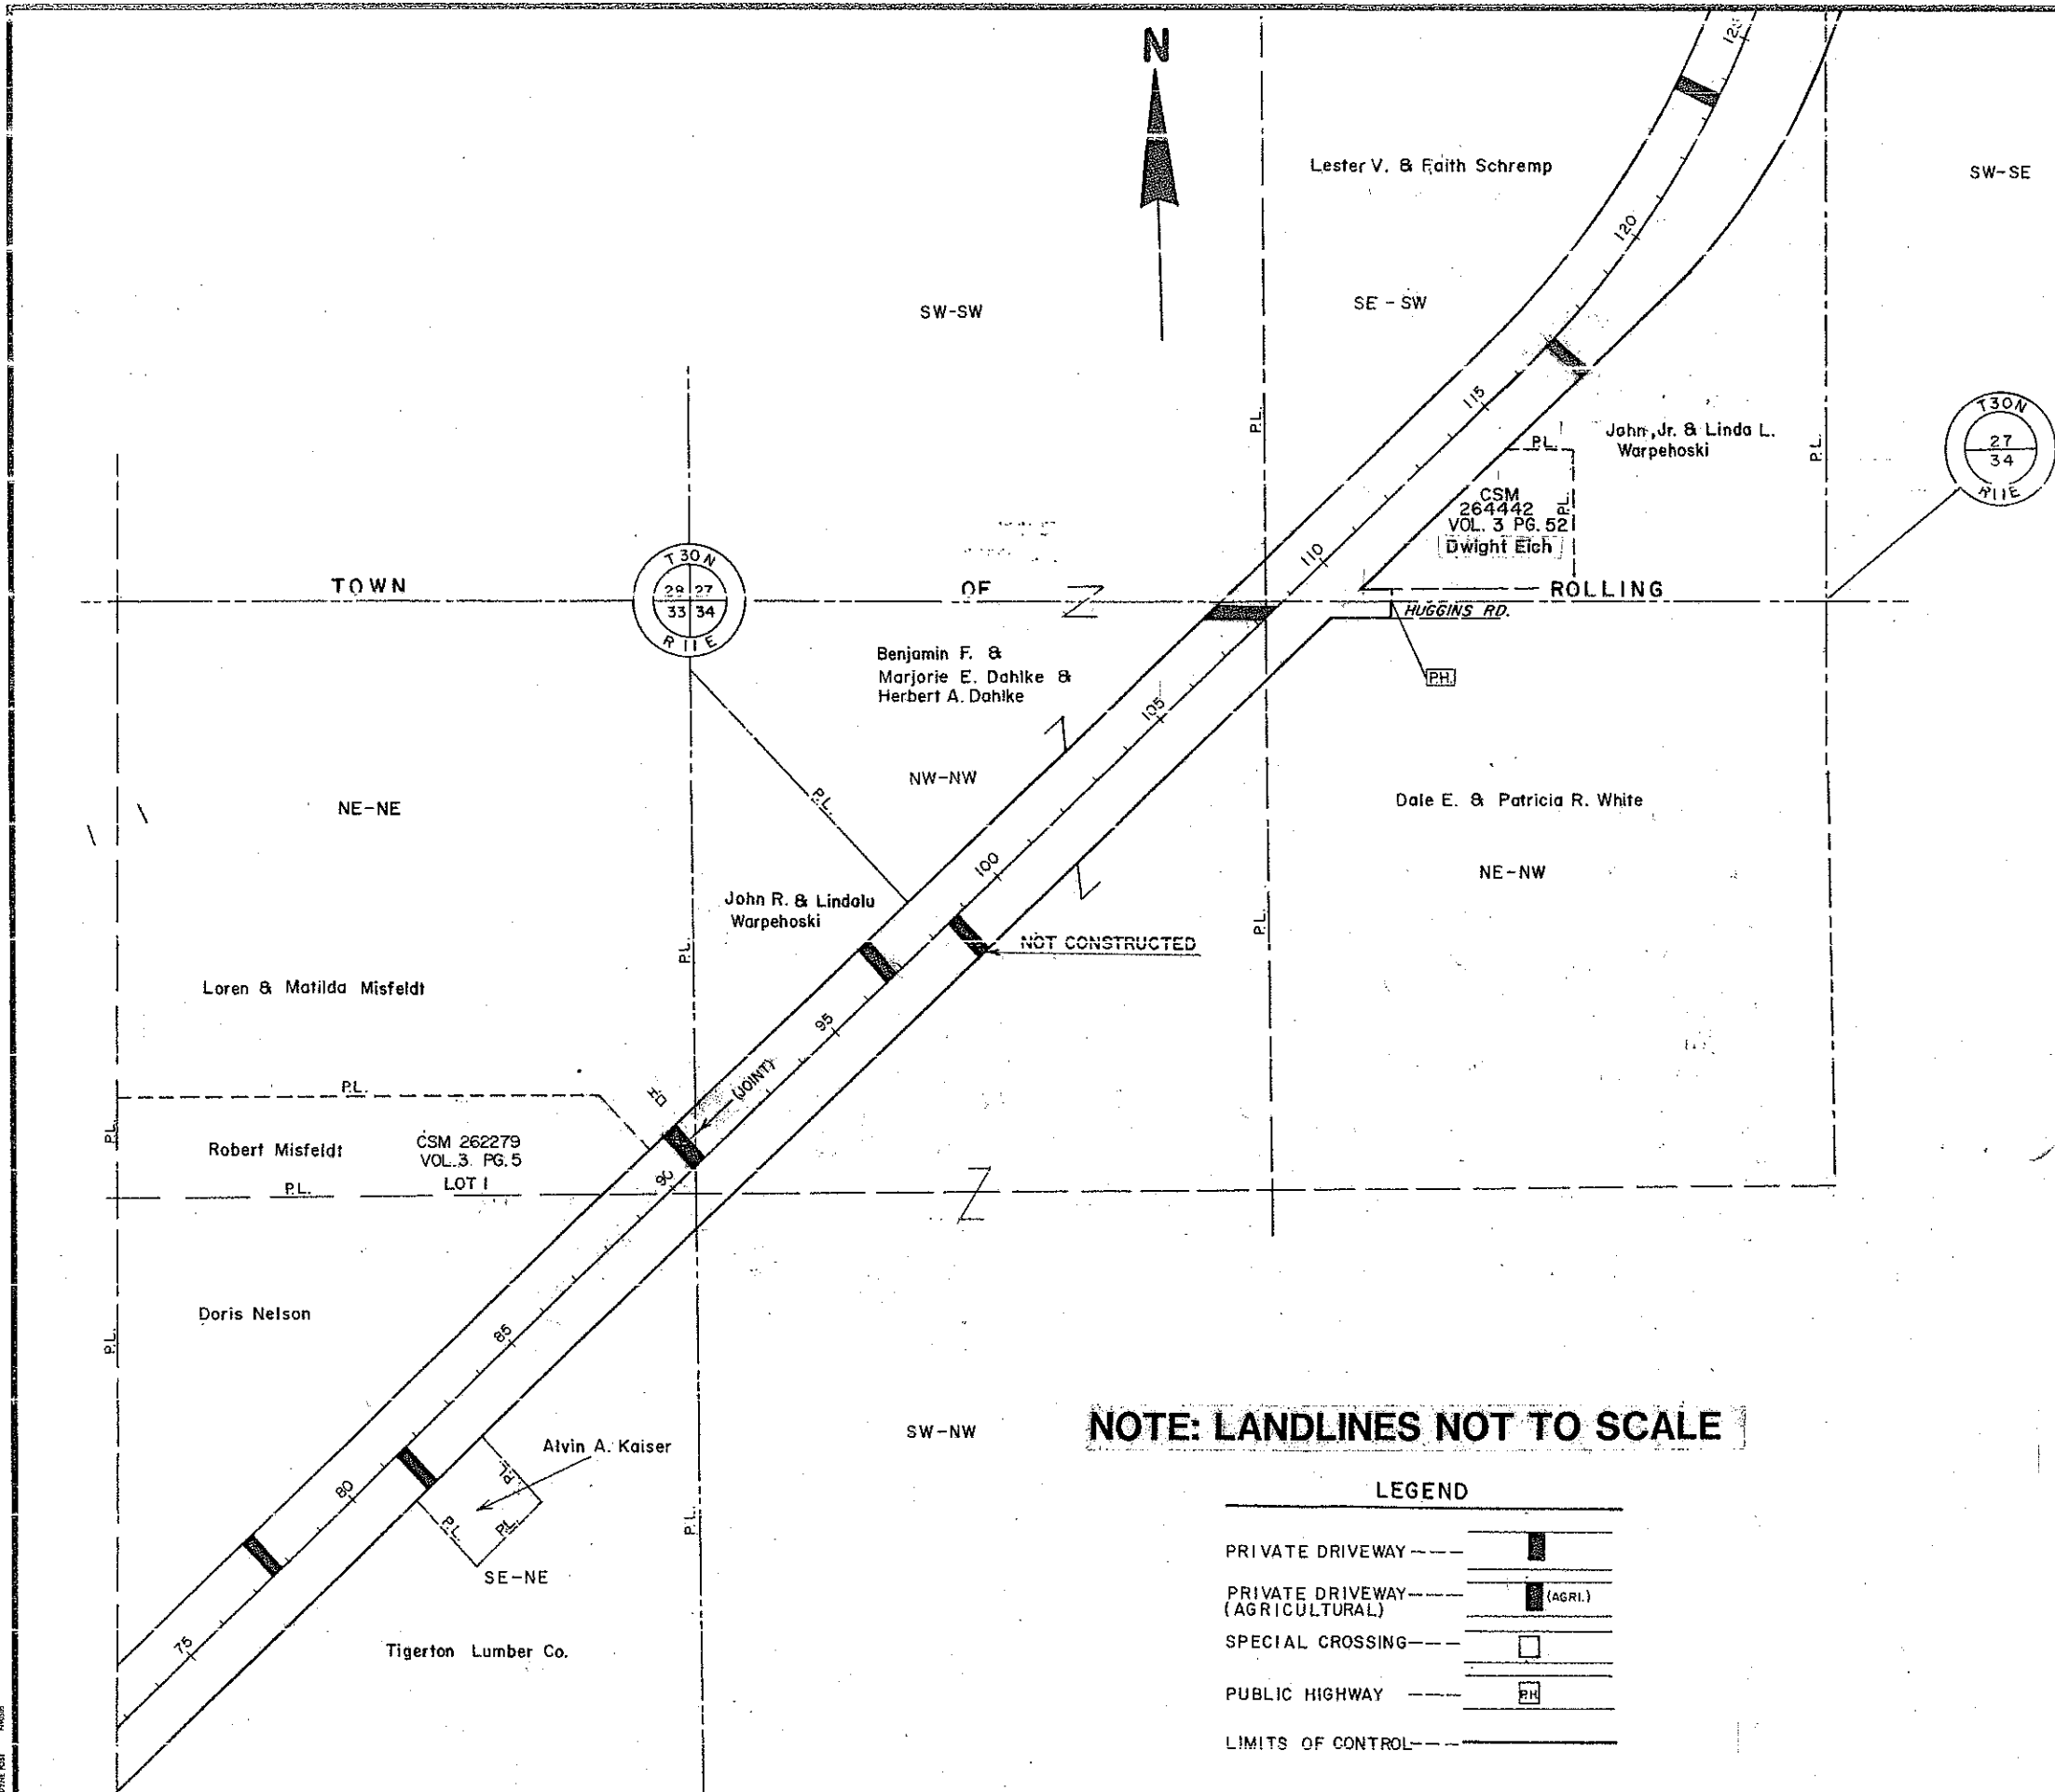 N
125
Lester V. & Faith Schremp
SW-SE
120
SW-SW
SE - SW
115
P.L.
P.L.
John, Jr. & Linda L.
Warpehoski
P.L.
T30N
27
34
R11E
CSM
264442
VOL. 3 PG. 52
P.L.
Dwight Eich
110
T30N
28 27
33 34
R11E
TOWN
OF
ROLLING
HUGGINS RD.
P.H.
Benjamin F. &
Marjorie E. Dahlke &
Herbert A. Dahlke
105
NW-NW
P.L.
NE-NE
Dale E. & Patricia R. White
NE-NW
100
John R. & Lindalu
Warpehoski
P.L.
P.L.
NOT CONSTRUCTED
Loren & Matilda Misfeldt
95
(JOINT)
P.L.
P.L.
Robert Misfeldt
CSM 262279
VOL. 3 PG. 5
LOT 1
P.L.
90
Doris Nelson
P.L.
85
SW-NW
Alvin A. Kaiser
P.L.
P.L.
P.L.
80
P.L.
SE-NE
75
Tigerton Lumber Co.
NOTE: LANDLINES NOT TO SCALE
LEGEND
PRIVATE DRIVEWAY
PRIVATE DRIVEWAY
(AGRICULTURAL)
(AGRI.)
SPECIAL CROSSING
PUBLIC HIGHWAY
P.H.
LIMITS OF CONTROL